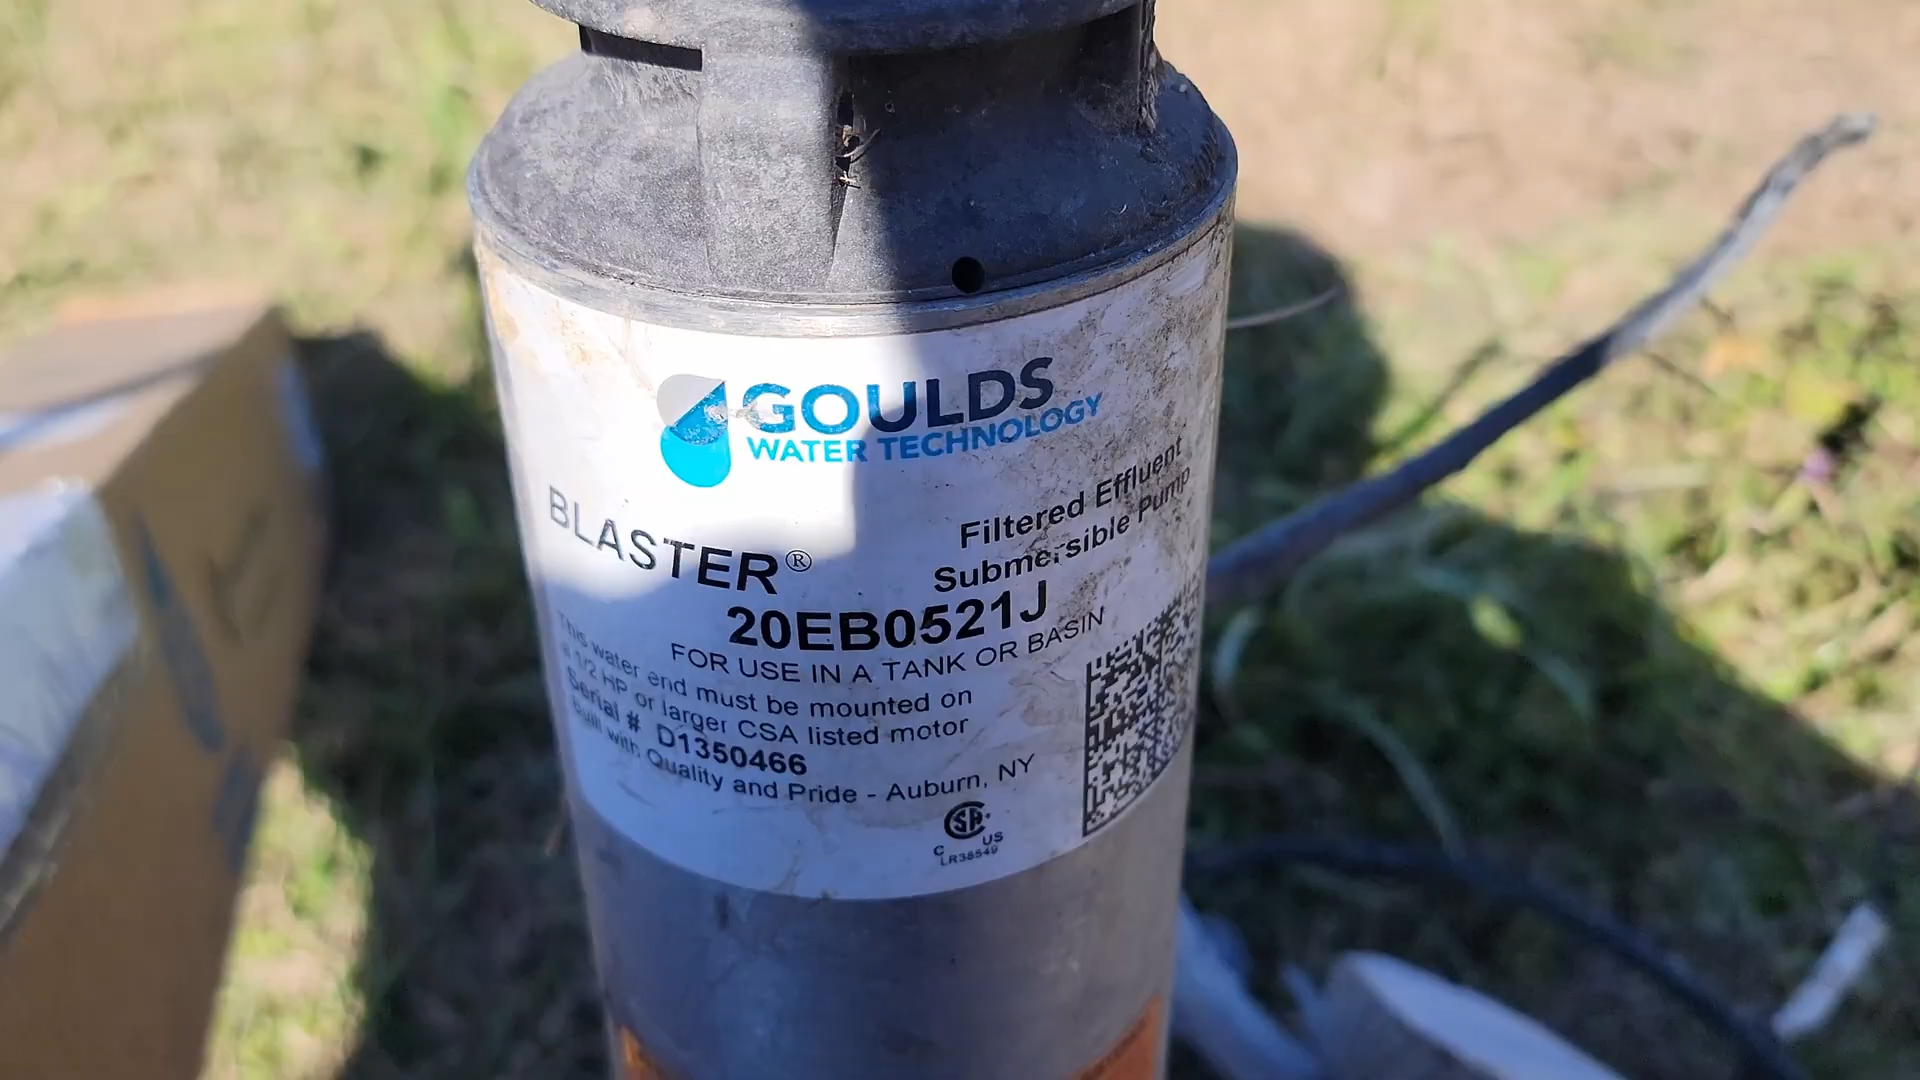 GOULDS
WATER TECHNOLOGY
BLASTER®
Filtered Effluent
Submersible Pump
20EB0521J
FOR USE IN A TANK OR BASIN
This water end must be mounted on
a 1/2 HP or larger CSA listed motor
Serial # D1350466
Built with Quality and Pride - Auburn, NY
CSA
C US
LR38549